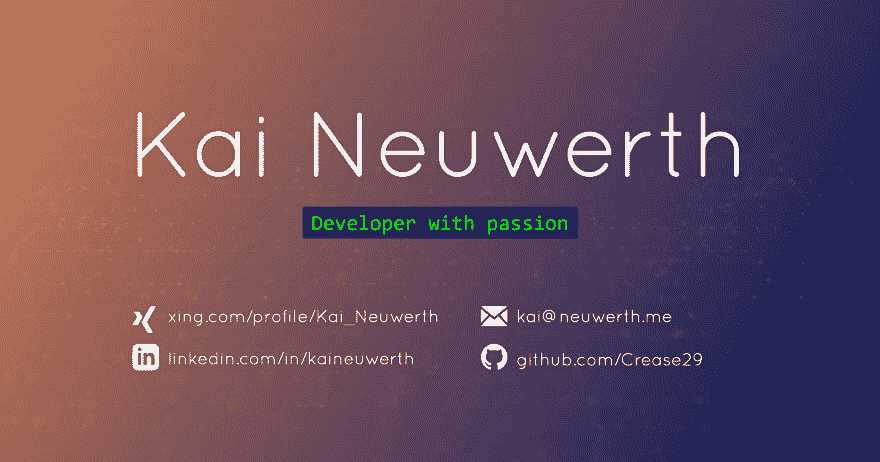 Kai Neuwerth
Developer with passion
xing.com/profile/Kai_Neuwerth
kai@neuwerth.me
in linkedin.com/in/kaineuwerth
github.com/Crease29